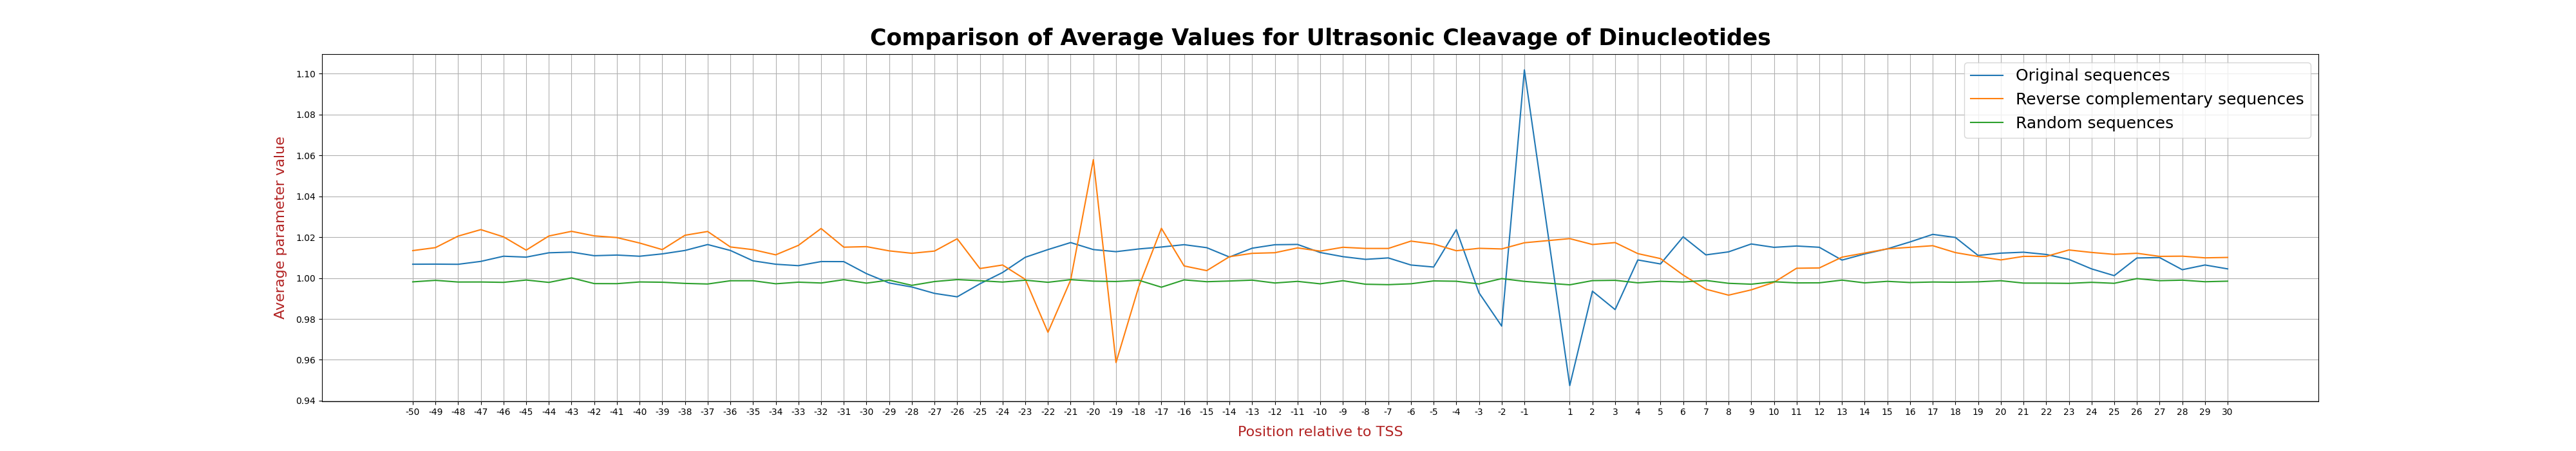 Comparison of Average Values for Ultrasonic Cleavage of Dinucleotides
1.10
1.08
1.06
1.04
1.02
1.00
0.98
0.96
0.94
Average parameter value
Original sequences
Reverse complementary sequences
Random sequences
-50 -49 -48 -47 -46 -45 -44 -43 -42 -41 -40 -39 -38 -37 -36 -35 -34 -33 -32 -31 -30 -29 -28 -27 -26 -25 -24 -23 -22 -21 -20 -19 -18 -17 -16 -15 -14 -13 -12 -11 -10 -9 -8 -7 -6 -5 -4 -3 -2 -1 1 2 3 4 5 6 7 8 9 10 11 12 13 14 15 16 17 18 19 20 21 22 23 24 25 26 27 28 29 30
Position relative to TSS